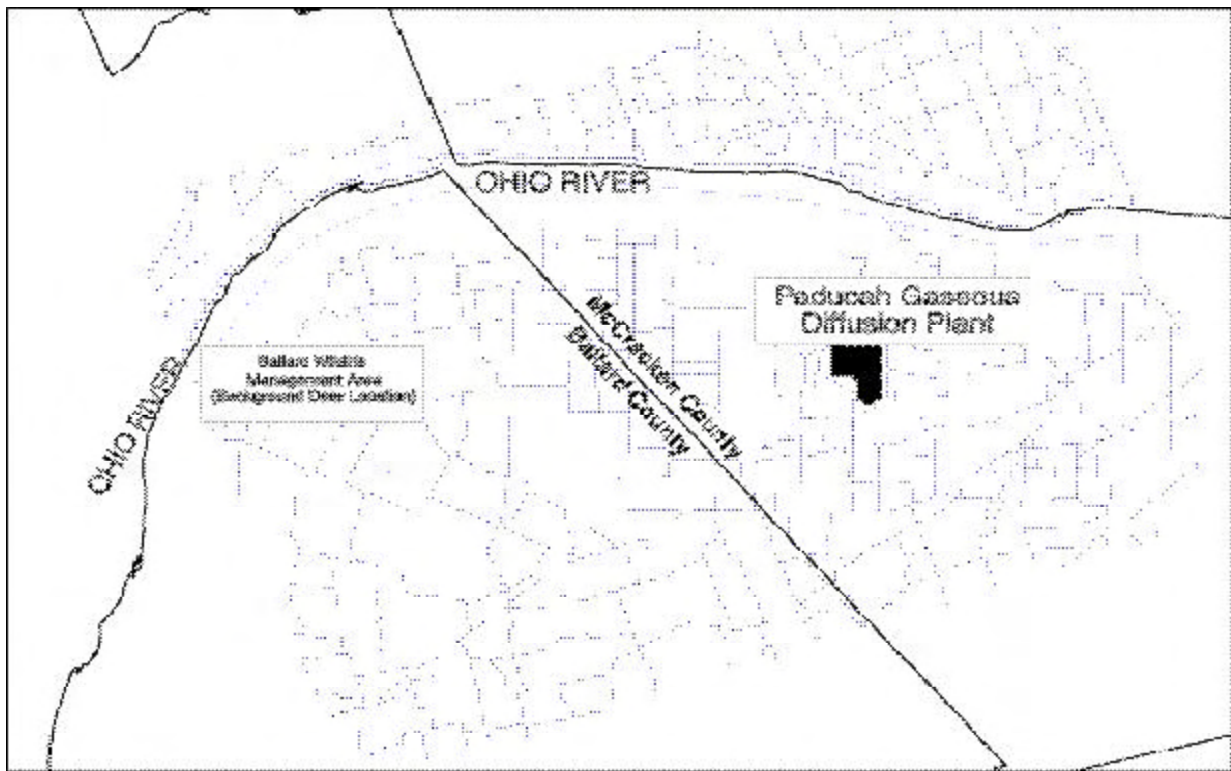 OHIO RIVER
Paducah Gaseous
Diffusion Plant
McCracken County
Ballard County
Ballard Wildlife
Management Area
(Background Deer Location)
OHIO RIVER